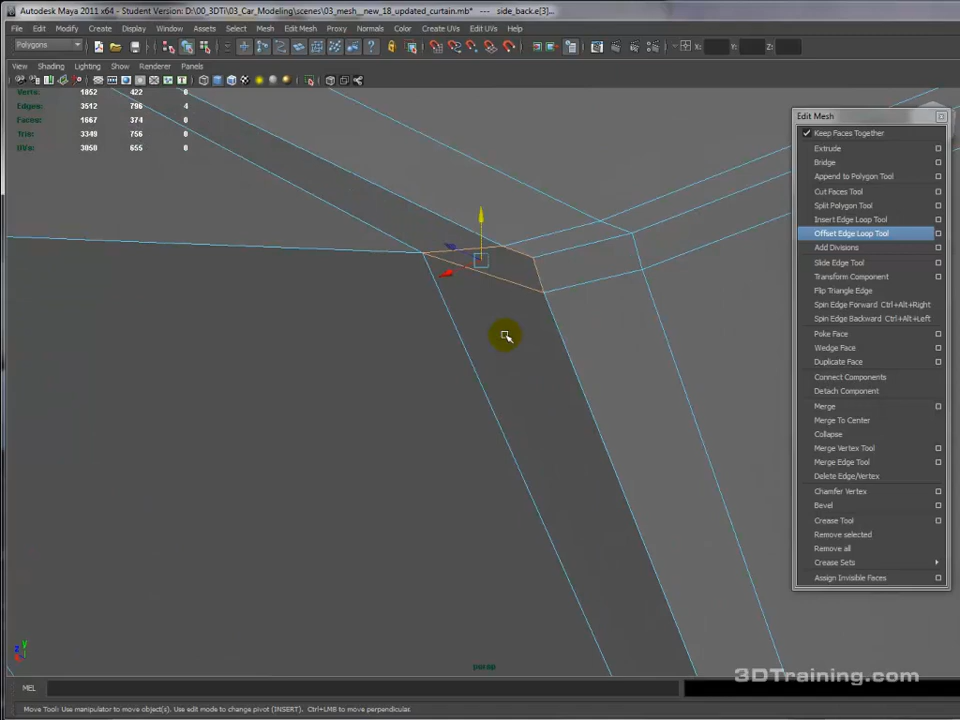 Autodesk Maya 2011 x64 - Student Version: D:\00_3DTi\03_Car_Modeling\scenes\03_mesh__new_18_updated_curtain.mb* --- side_back.e[3]...
File Edit Modify Create Display Window Assets Select Mesh Edit Mesh Proxy Normals Color Create UVs Edit UVs Help
Polygons X: Y: Z:
View Shading Lighting Show Renderer Panels
Verts: 1852 422 0
Edges: 3512 796 4
Faces: 1667 374 0
Tris: 3349 756 0
UVs: 3058 655 0
Edit Mesh
Keep Faces Together
Extrude
Bridge
Append to Polygon Tool
Cut Faces Tool
Split Polygon Tool
Insert Edge Loop Tool
Offset Edge Loop Tool
Add Divisions
Slide Edge Tool
Transform Component
Flip Triangle Edge
Spin Edge Forward Ctrl+Alt+Right
Spin Edge Backward Ctrl+Alt+Left
Poke Face
Wedge Face
Duplicate Face
Connect Components
Detach Component
Merge
Merge To Center
Collapse
Merge Vertex Tool
Merge Edge Tool
Delete Edge/Vertex
Chamfer Vertex
Bevel
Crease Tool
Remove selected
Remove all
Crease Sets
Assign Invisible Faces
persp
3DTraining.com
MEL
Move Tool: Use manipulator to move object(s). Use edit mode to change pivot (INSERT). Ctrl+LMB to move perpendicular.